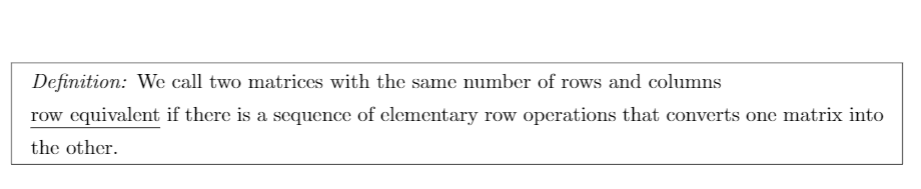 Definition: We call two matrices with the same number of rows and columns
row equivalent if there is a sequence of elementary row operations that converts one matrix into
the other.